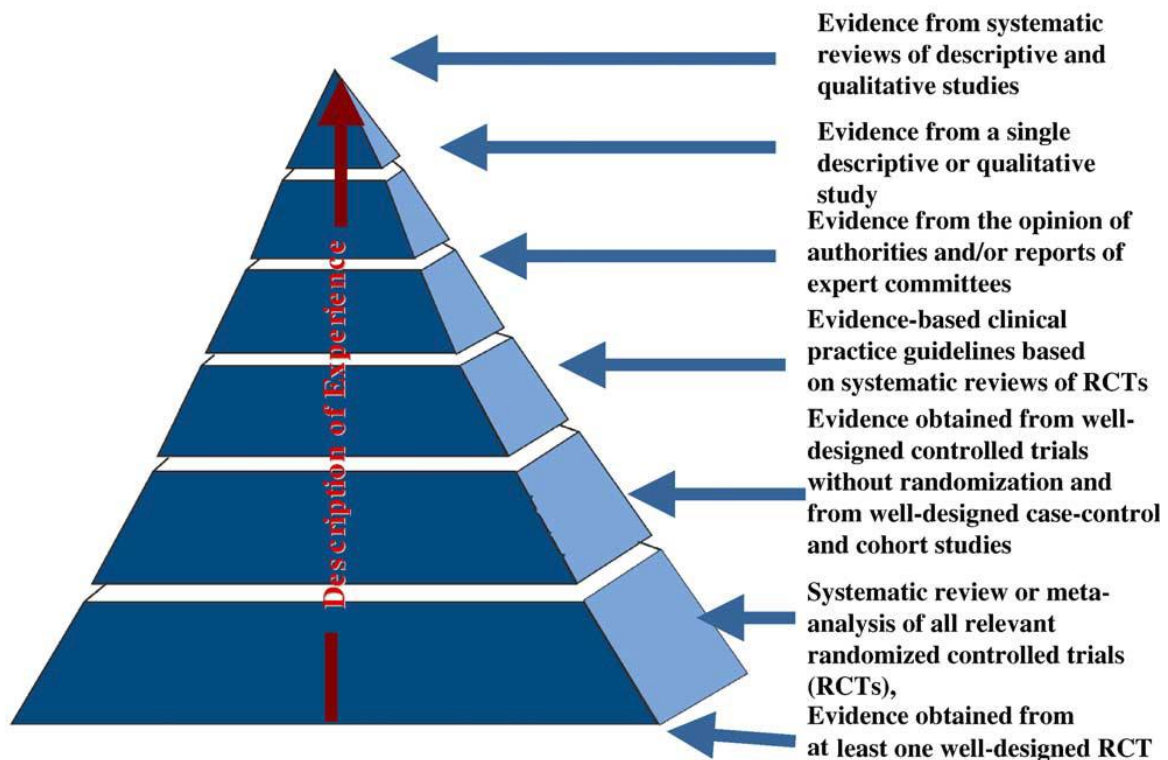 Evidence from systematic
reviews of descriptive and
qualitative studies
Evidence from a single
descriptive or qualitative
study
Evidence from the opinion of
authorities and/or reports of
expert committees
Evidence-based clinical
practice guidelines based
on systematic reviews of RCTs
Evidence obtained from well-
designed controlled trials
without randomization and
from well-designed case-control
and cohort studies
Systematic review or meta-
analysis of all relevant
randomized controlled trials
(RCTs),
Evidence obtained from
at least one well-designed RCT
Description of Experience